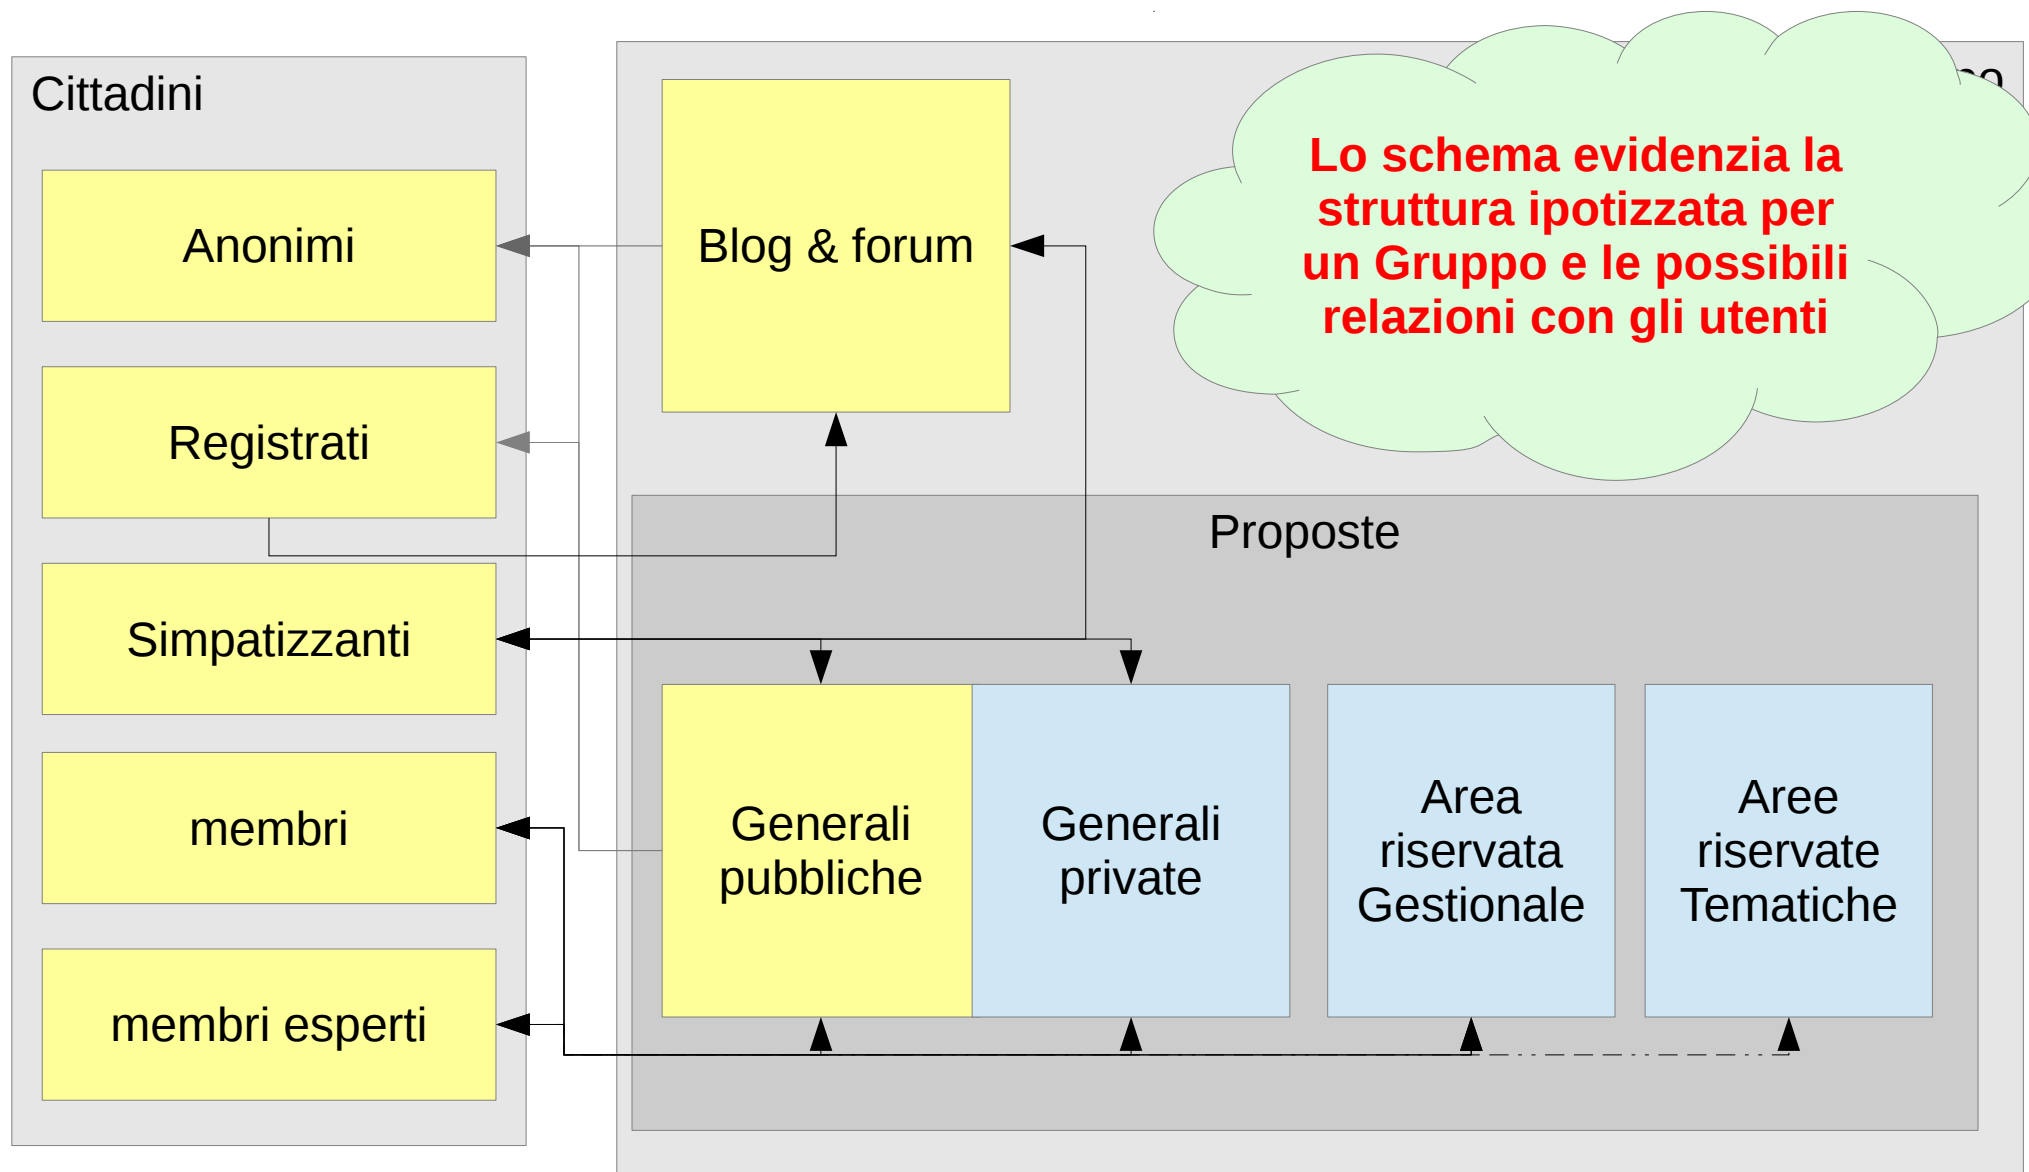 Cittadini
Anonimi
Registrati
Simpatizzanti
membri
membri esperti
Blog & forum
Lo schema evidenzia la
struttura ipotizzata per
un Gruppo e le possibili
relazioni con gli utenti
Proposte
Generali
pubbliche
Generali
private
Area
riservata
Gestionale
Aree
riservate
Tematiche